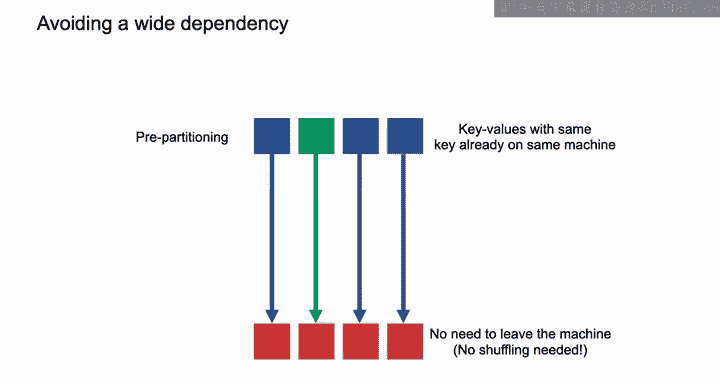 Avoiding a wide dependency
Pre-partitioning
Key-values with same
key already on same machine
No need to leave the machine
(No shuffling needed!)